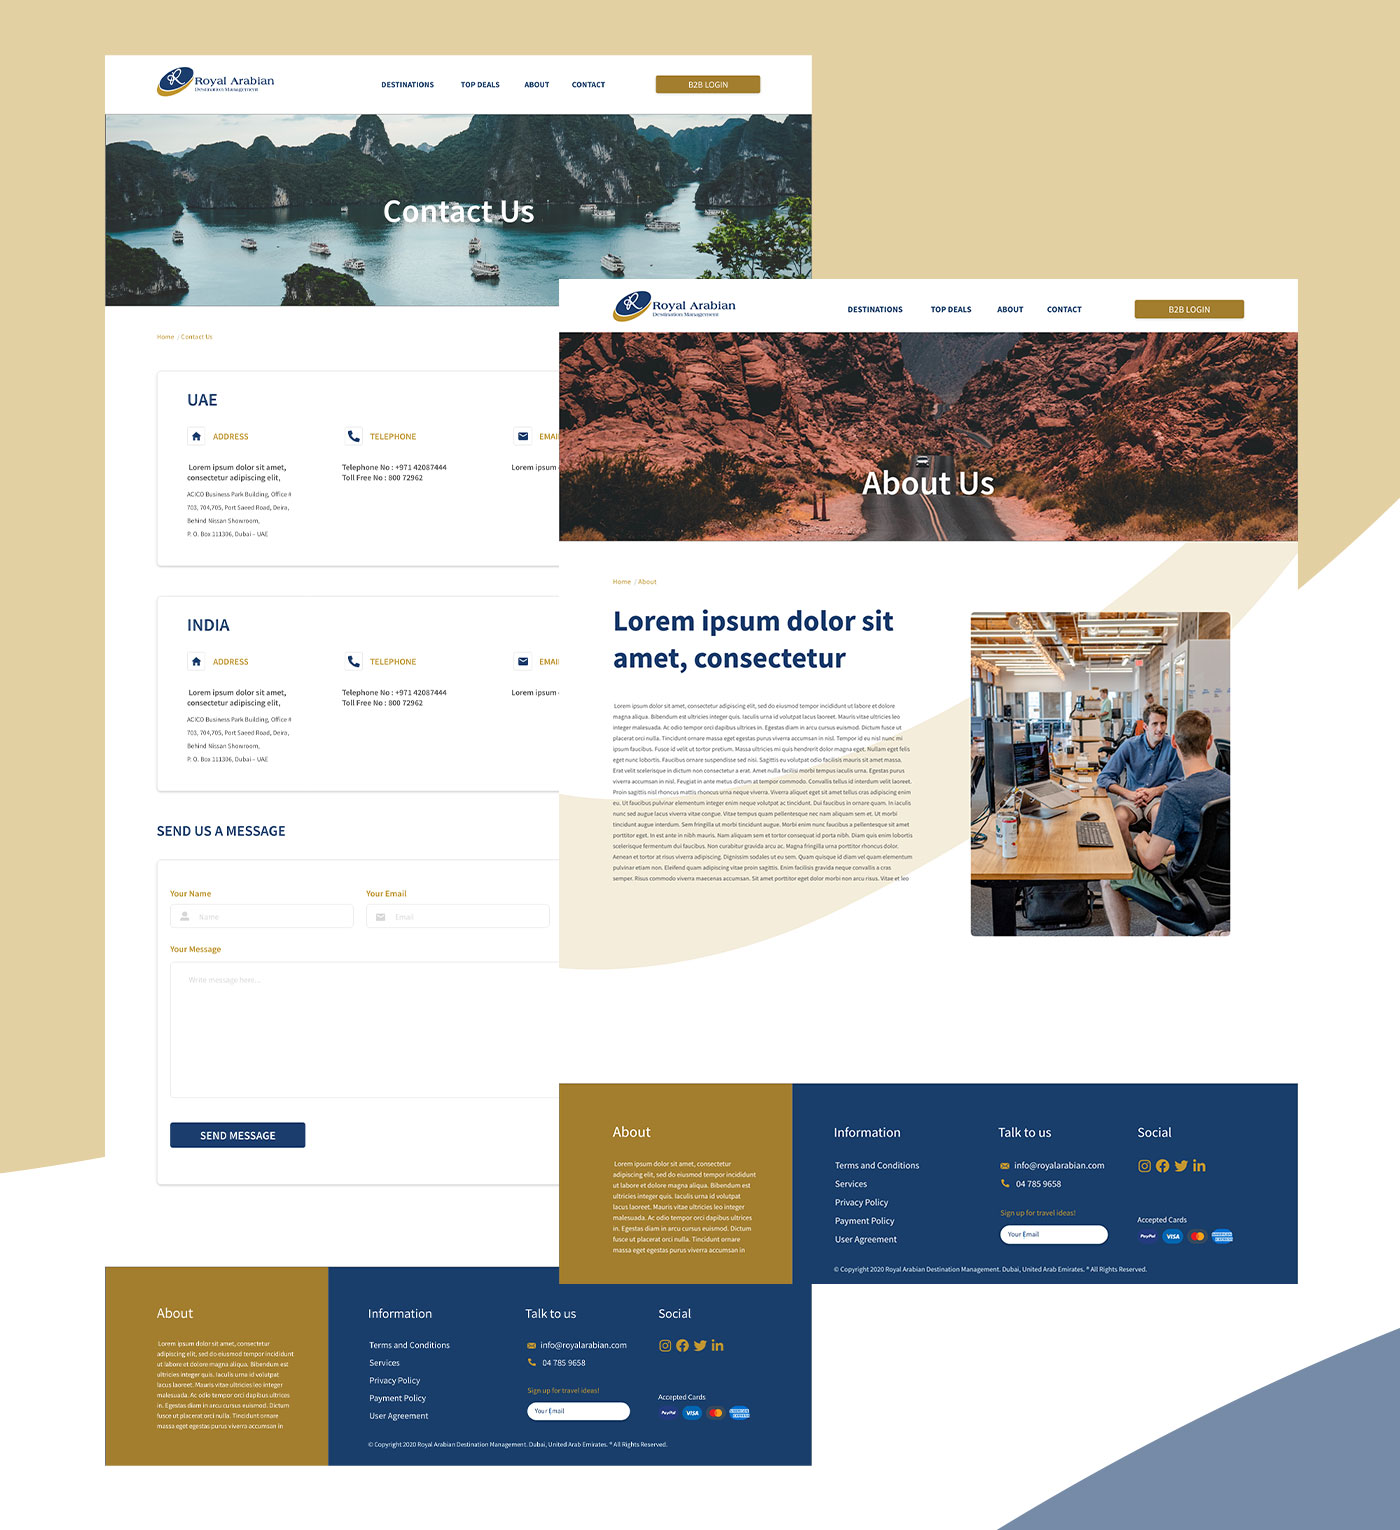 Royal Arabian
Destination Management
DESTINATIONS
TOP DEALS
ABOUT
CONTACT
B2B LOGIN
Contact Us
Home / Contact Us
UAE
ADDRESS
Lorem ipsum dolor sit amet,
consectetur adipiscing elit,
ACICO Business Park Building, Office #
703, 704,705, Port Saeed Road, Deira,
Behind Nissan Showroom,
P. O. Box 111306, Dubai – UAE
TELEPHONE
Telephone No : +971 42087444
Toll Free No : 800 72962
EMAI
Lorem ipsum
INDIA
ADDRESS
Lorem ipsum dolor sit amet,
consectetur adipiscing elit,
ACICO Business Park Building, Office #
703, 704,705, Port Saeed Road, Deira,
Behind Nissan Showroom,
P. O. Box 111306, Dubai – UAE
TELEPHONE
Telephone No : +971 42087444
Toll Free No : 800 72962
EMAI
Lorem ipsum
SEND US A MESSAGE
Your Name
Name
Your Email
Email
Your Message
Write message here...
SEND MESSAGE
About
Lorem ipsum dolor sit amet, consectetur
adipiscing elit, sed do eiusmod tempor incididunt
ut labore et dolore magna aliqua. Bibendum est
ultricies integer quis. Iaculis urna id volutpat
lacus laoreet. Mauris vitae ultricies leo integer
malesuada. Ac odio tempor orci dapibus ultrices
in. Egestas diam in arcu cursus euismod. Dictum
fusce ut placerat orci nulla. Tincidunt ornare
massa eget egestas purus viverra accumsan in
Information
Terms and Conditions
Services
Privacy Policy
Payment Policy
User Agreement
Talk to us
info@royalarabian.com
04 785 9658
Sign up for travel ideas!
Your Email
Social
Accepted Cards
PayPal
VISA
AMERICAN EXPRESS
© Copyright 2020 Royal Arabian Destination Management. Dubai, United Arab Emirates. ® All Rights Reserved.
Royal Arabian
Destination Management
DESTINATIONS
TOP DEALS
ABOUT
CONTACT
B2B LOGIN
About Us
Home / About
Lorem ipsum dolor sit
amet, consectetur
Lorem ipsum dolor sit amet, consectetur adipiscing elit, sed do eiusmod tempor incididunt ut labore et dolore
magna aliqua. Bibendum est ultricies integer quis. Iaculis urna id volutpat lacus laoreet. Mauris vitae ultricies leo
integer malesuada. Ac odio tempor orci dapibus ultrices in. Egestas diam in arcu cursus euismod. Dictum fusce ut
placerat orci nulla. Tincidunt ornare massa eget egestas purus viverra accumsan in nisl. Tempor id eu nisl nunc mi
ipsum faucibus. Fusce id velit ut tortor pretium. Massa ultricies mi quis hendrerit dolor magna eget. Nullam eget felis
eget nunc lobortis. Faucibus ornare suspendisse sed nisi. Sagittis eu volutpat odio facilisis mauris sit amet massa.
Erat velit scelerisque in dictum non consectetur a erat. Amet nulla facilisi morbi tempus iaculis urna. Egestas purus
viverra accumsan in nisl. Feugiat in ante metus dictum at tempor commodo. Convallis tellus id interdum velit laoreet.
Proin sagittis nisl rhoncus mattis rhoncus urna neque viverra. Viverra aliquet eget sit amet tellus cras adipiscing enim
eu. Ut faucibus pulvinar elementum integer enim neque volutpat ac tincidunt. Dui faucibus in ornare quam. In iaculis
nunc sed augue lacus viverra vitae congue. Vitae tempus quam pellentesque nec nam aliquam sem et. Ut morbi
tincidunt augue interdum. Sem fringilla ut morbi tincidunt augue. Morbi enim nunc faucibus a pellentesque sit amet
porttitor eget. In est ante in nibh mauris. Nam aliquam sem et tortor consequat id porta nibh. Diam quis enim lobortis
scelerisque fermentum dui faucibus. Non curabitur gravida arcu ac. Magna fringilla urna porttitor rhoncus dolor.
Aenean et tortor at risus viverra adipiscing. Dignissim sodales ut eu sem. Quam quisque id diam vel quam elementum
pulvinar etiam non. Eleifend quam adipiscing vitae proin sagittis. Enim facilisis gravida neque convallis a cras
semper. Risus commodo viverra maecenas accumsan. Sit amet porttitor eget dolor morbi non arcu risus. Vitae et leo
About
Lorem ipsum dolor sit amet, consectetur
adipiscing elit, sed do eiusmod tempor incididunt
ut labore et dolore magna aliqua. Bibendum est
ultricies integer quis. Iaculis urna id volutpat
lacus laoreet. Mauris vitae ultricies leo integer
malesuada. Ac odio tempor orci dapibus ultrices
in. Egestas diam in arcu cursus euismod. Dictum
fusce ut placerat orci nulla. Tincidunt ornare
massa eget egestas purus viverra accumsan in
Information
Terms and Conditions
Services
Privacy Policy
Payment Policy
User Agreement
Talk to us
info@royalarabian.com
04 785 9658
Sign up for travel ideas!
Your Email
Social
Accepted Cards
PayPal
VISA
AMERICAN EXPRESS
© Copyright 2020 Royal Arabian Destination Management. Dubai, United Arab Emirates. ® All Rights Reserved.